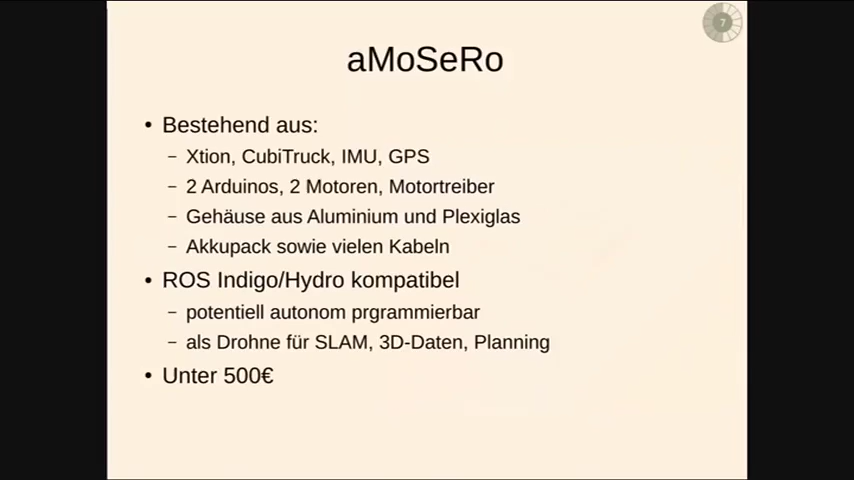 7
aMoSeRo
• Bestehend aus:
– Xtion, CubiTruck, IMU, GPS
– 2 Arduinos, 2 Motoren, Motortreiber
– Gehäuse aus Aluminium und Plexiglas
– Akkupack sowie vielen Kabeln
• ROS Indigo/Hydro kompatibel
– potentiell autonom prgrammierbar
– als Drohne für SLAM, 3D-Daten, Planning
• Unter 500€